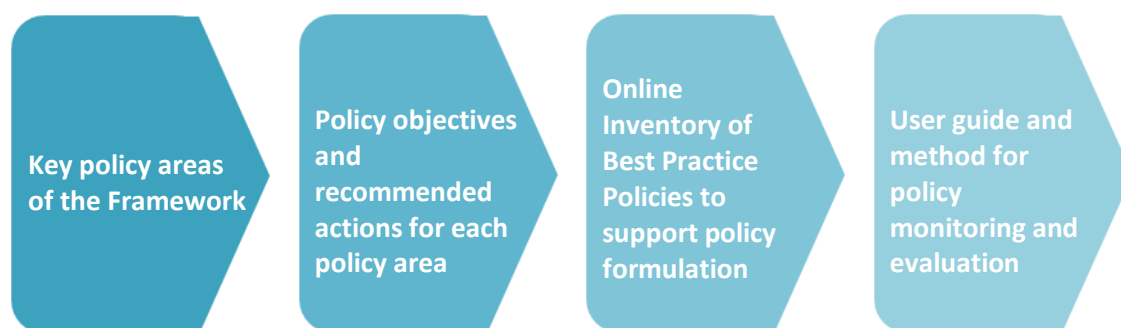 Key policy areas
of the Framework
Policy objectives
and
recommended
actions for each
policy area
Online
Inventory of
Best Practice
Policies to
support policy
formulation
User guide and
method for
policy
monitoring and
evaluation